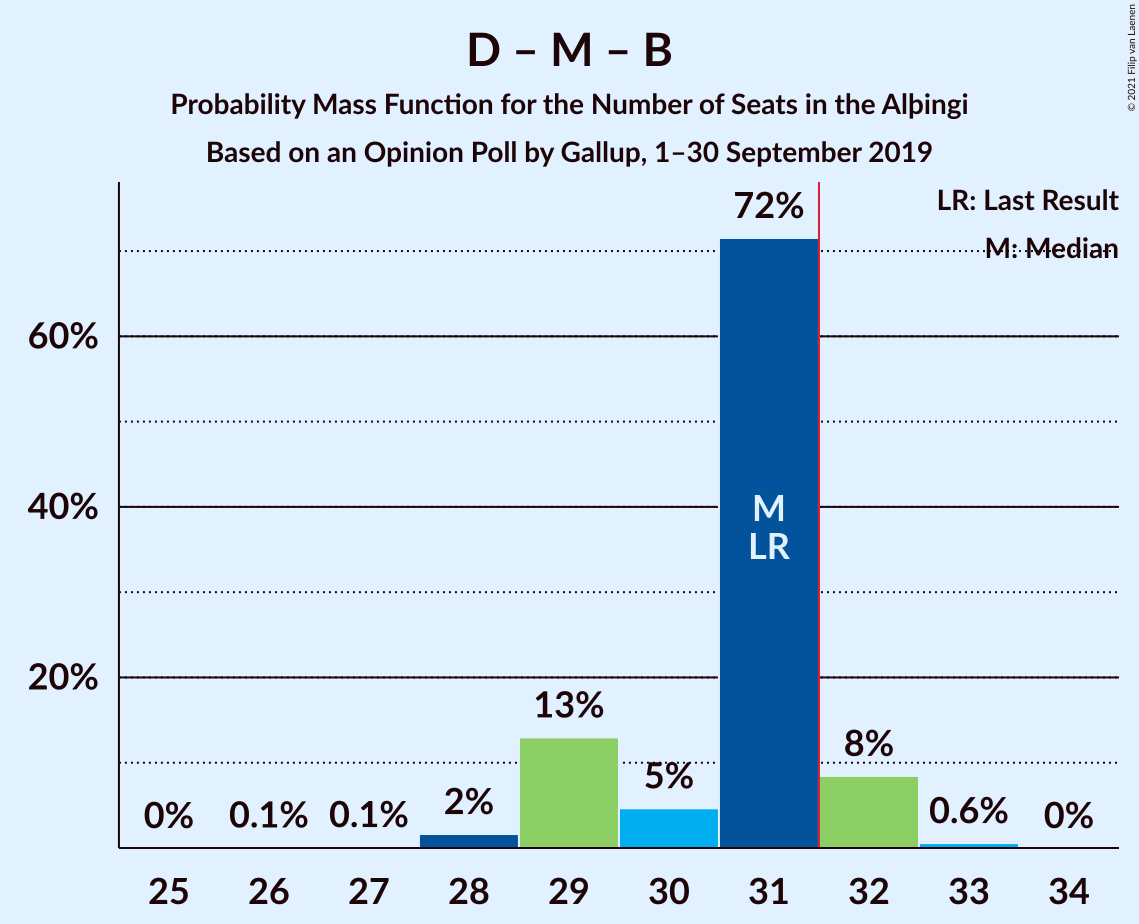 D – M – B
Probability Mass Function for the Number of Seats in the Alþingi
Based on an Opinion Poll by Gallup, 1–30 September 2019
© 2021 Filip van Laenen
LR: Last Result
M: Median
60%
40%
20%
0%
0.1%
0.1%
2%
13%
5%
72%
8%
0.6%
0%
M
LR
25
26
27
28
29
30
31
32
33
34